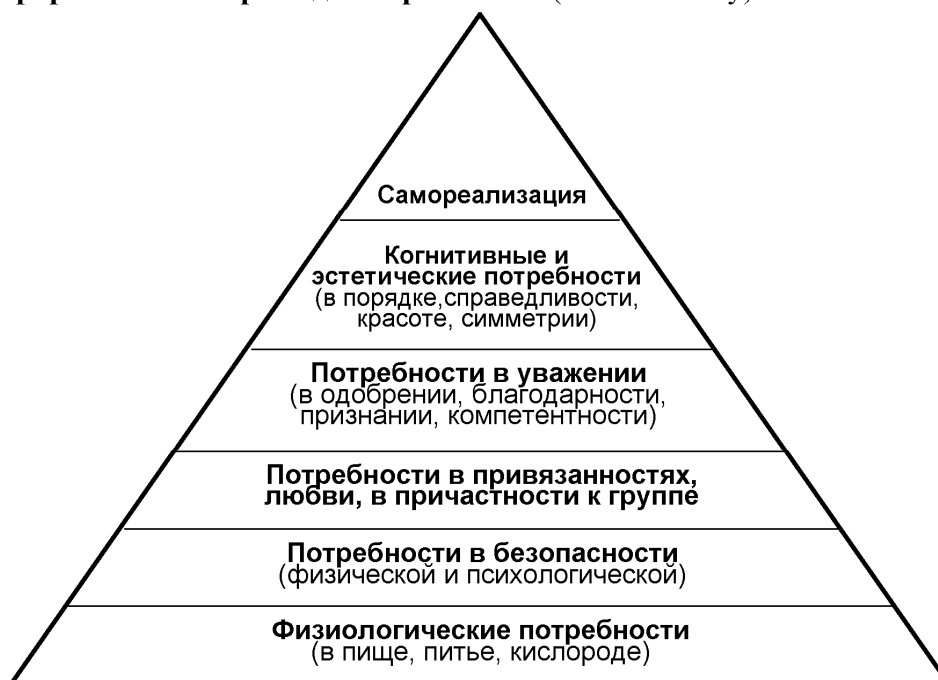 Самореализация
Когнитивные и
эстетические потребности
(в порядке,справедливости,
красоте, симметрии)
Потребности в уважении
(в одобрении, благодарности,
признании, компетентности)
Потребности в привязанностях,
любви, в причастности к группе
Потребности в безопасности
(физической и психологической)
Физиологические потребности
(в пище, питье, кислороде)